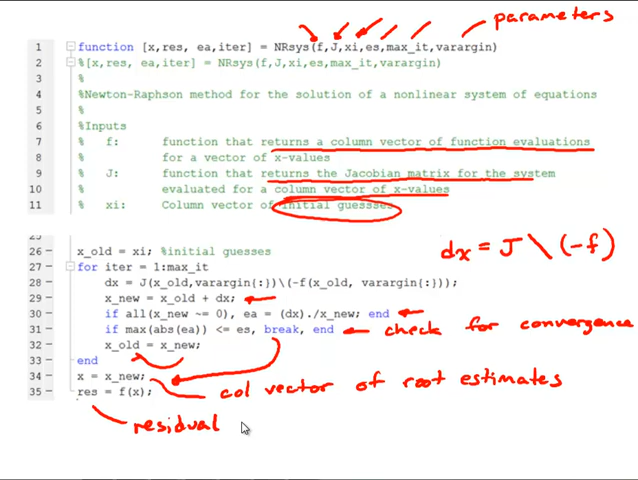 parameters
1 function [x,res, ea,iter] = NRsys(f,J,xi,es,max_it,varargin)
2 %[x,res, ea,iter] = NRsys(f,J,xi,es,max_it,varargin)
3 %
4 %Newton-Raphson method for the solution of a nonlinear system of equations
5 %
6 %Inputs
7 % f: function that returns a column vector of function evaluations
8 % for a vector of x-values
9 % J: function that returns the Jacobian matrix for the system
10 % evaluated for a column vector of x-values
11 % xi: Column vector of initial guessses
25
26 x_old = xi; %initial guesses
dx = J \ (-f)
27 for iter = 1:max_it
28 dx = J(x_old,varargin{:})\(-f(x_old, varargin{:}));
29 x_new = x_old + dx;
30 if all(x_new ~= 0), ea = (dx)./x_new; end
31 if max(abs(ea)) <= es, break, end check for convergence
32 x_old = x_new;
33 end
34 x = x_new; col vector of root estimates
35 res = f(x);
residual